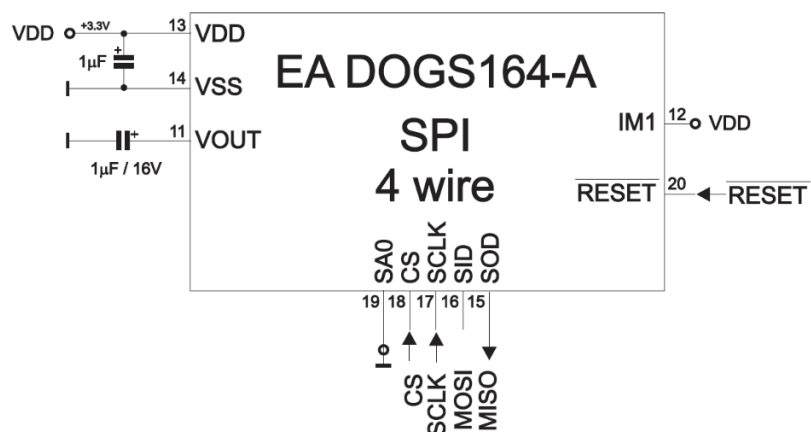 VDD +3.3V 13 VDD
1µF
14 VSS
11 VOUT
1µF / 16V
EA DOGS164-A
SPI
4 wire
IM1 12 VDD
RESET 20 RESET
SA0
CS
SCLK
SID
SOD
19 18 17 16 15
CS
SCLK
MOSI
MISO